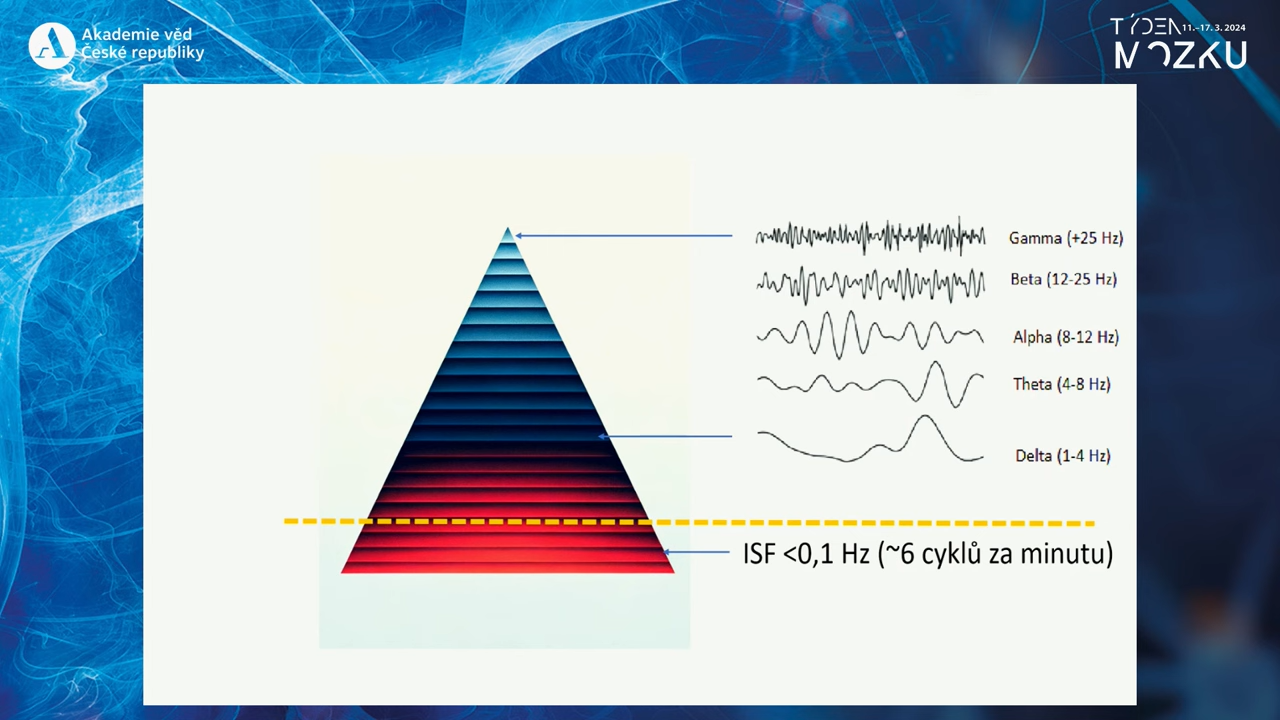 Akademie věd
České republiky
TÝDEN 11.–17. 3. 2024
MOZKU
Gamma (+25 Hz)
Beta (12-25 Hz)
Alpha (8-12 Hz)
Theta (4-8 Hz)
Delta (1-4 Hz)
ISF <0,1 Hz (~6 cyklů za minutu)